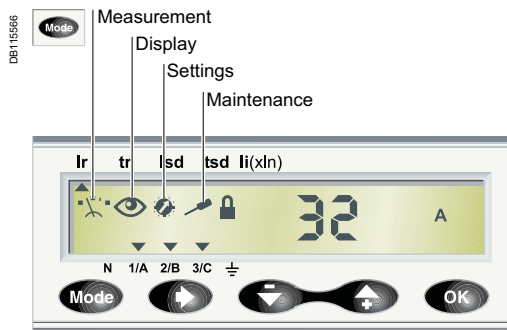 DB115566
Mode
Measurement
Display
Settings
Maintenance
Ir tr Isd tsd Ii(xIn)
32 A
N 1/A 2/B 3/C
Mode OK